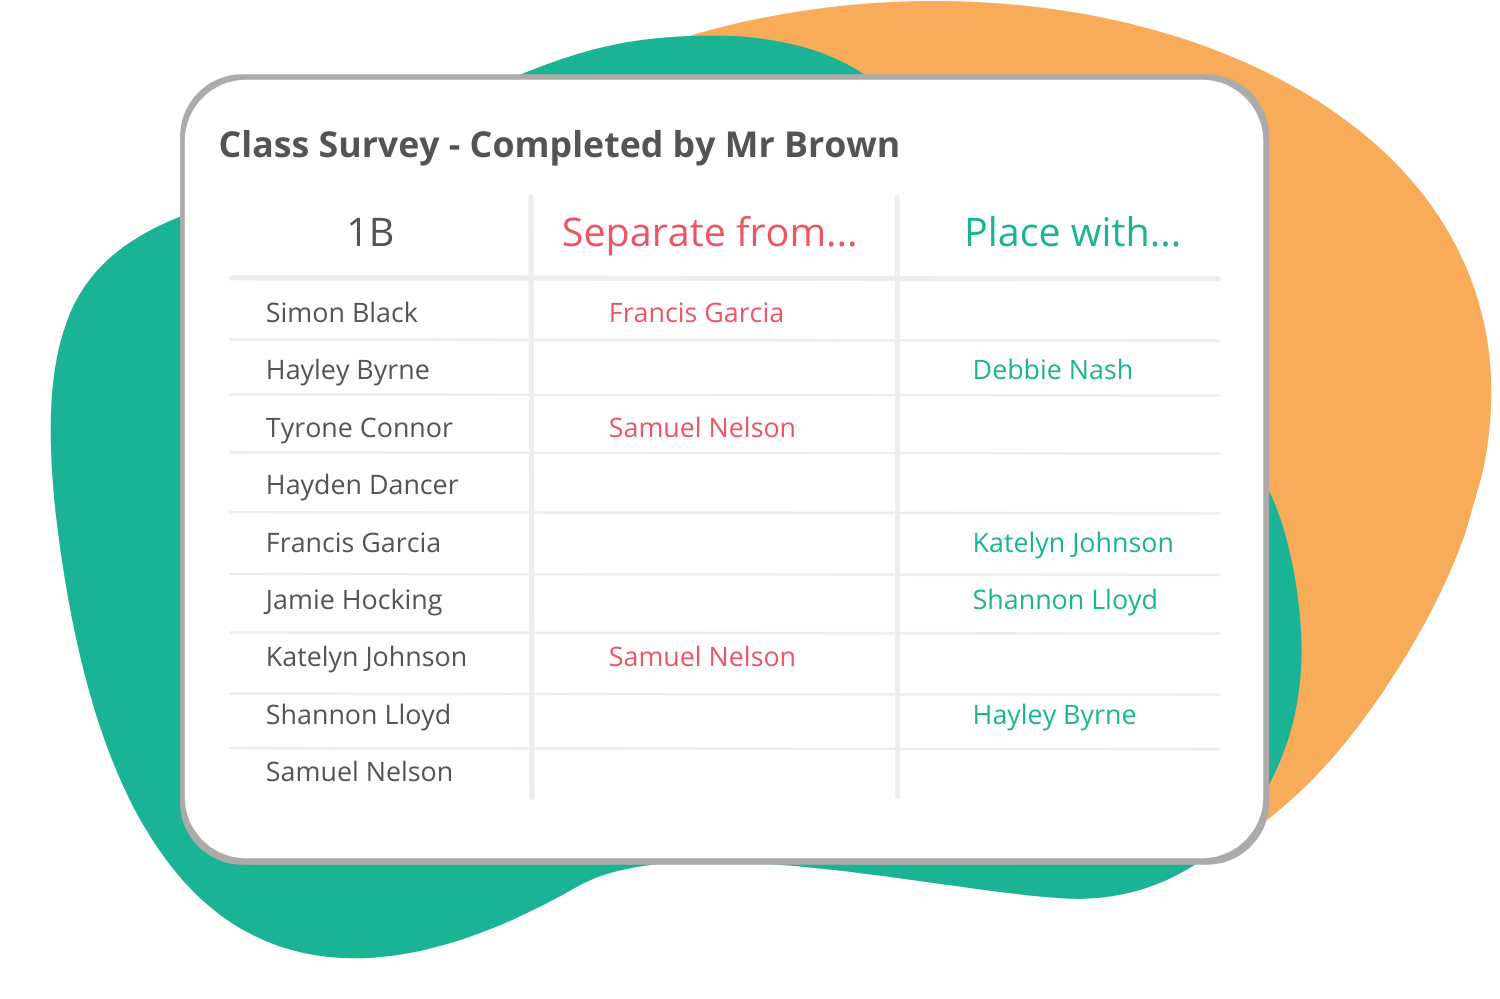 Class Survey - Completed by Mr Brown
1B Separate from... Place with...
Simon Black Francis Garcia
Hayley Byrne Debbie Nash
Tyrone Connor Samuel Nelson
Hayden Dancer
Francis Garcia Katelyn Johnson
Jamie Hocking Shannon Lloyd
Katelyn Johnson Samuel Nelson
Shannon Lloyd Hayley Byrne
Samuel Nelson